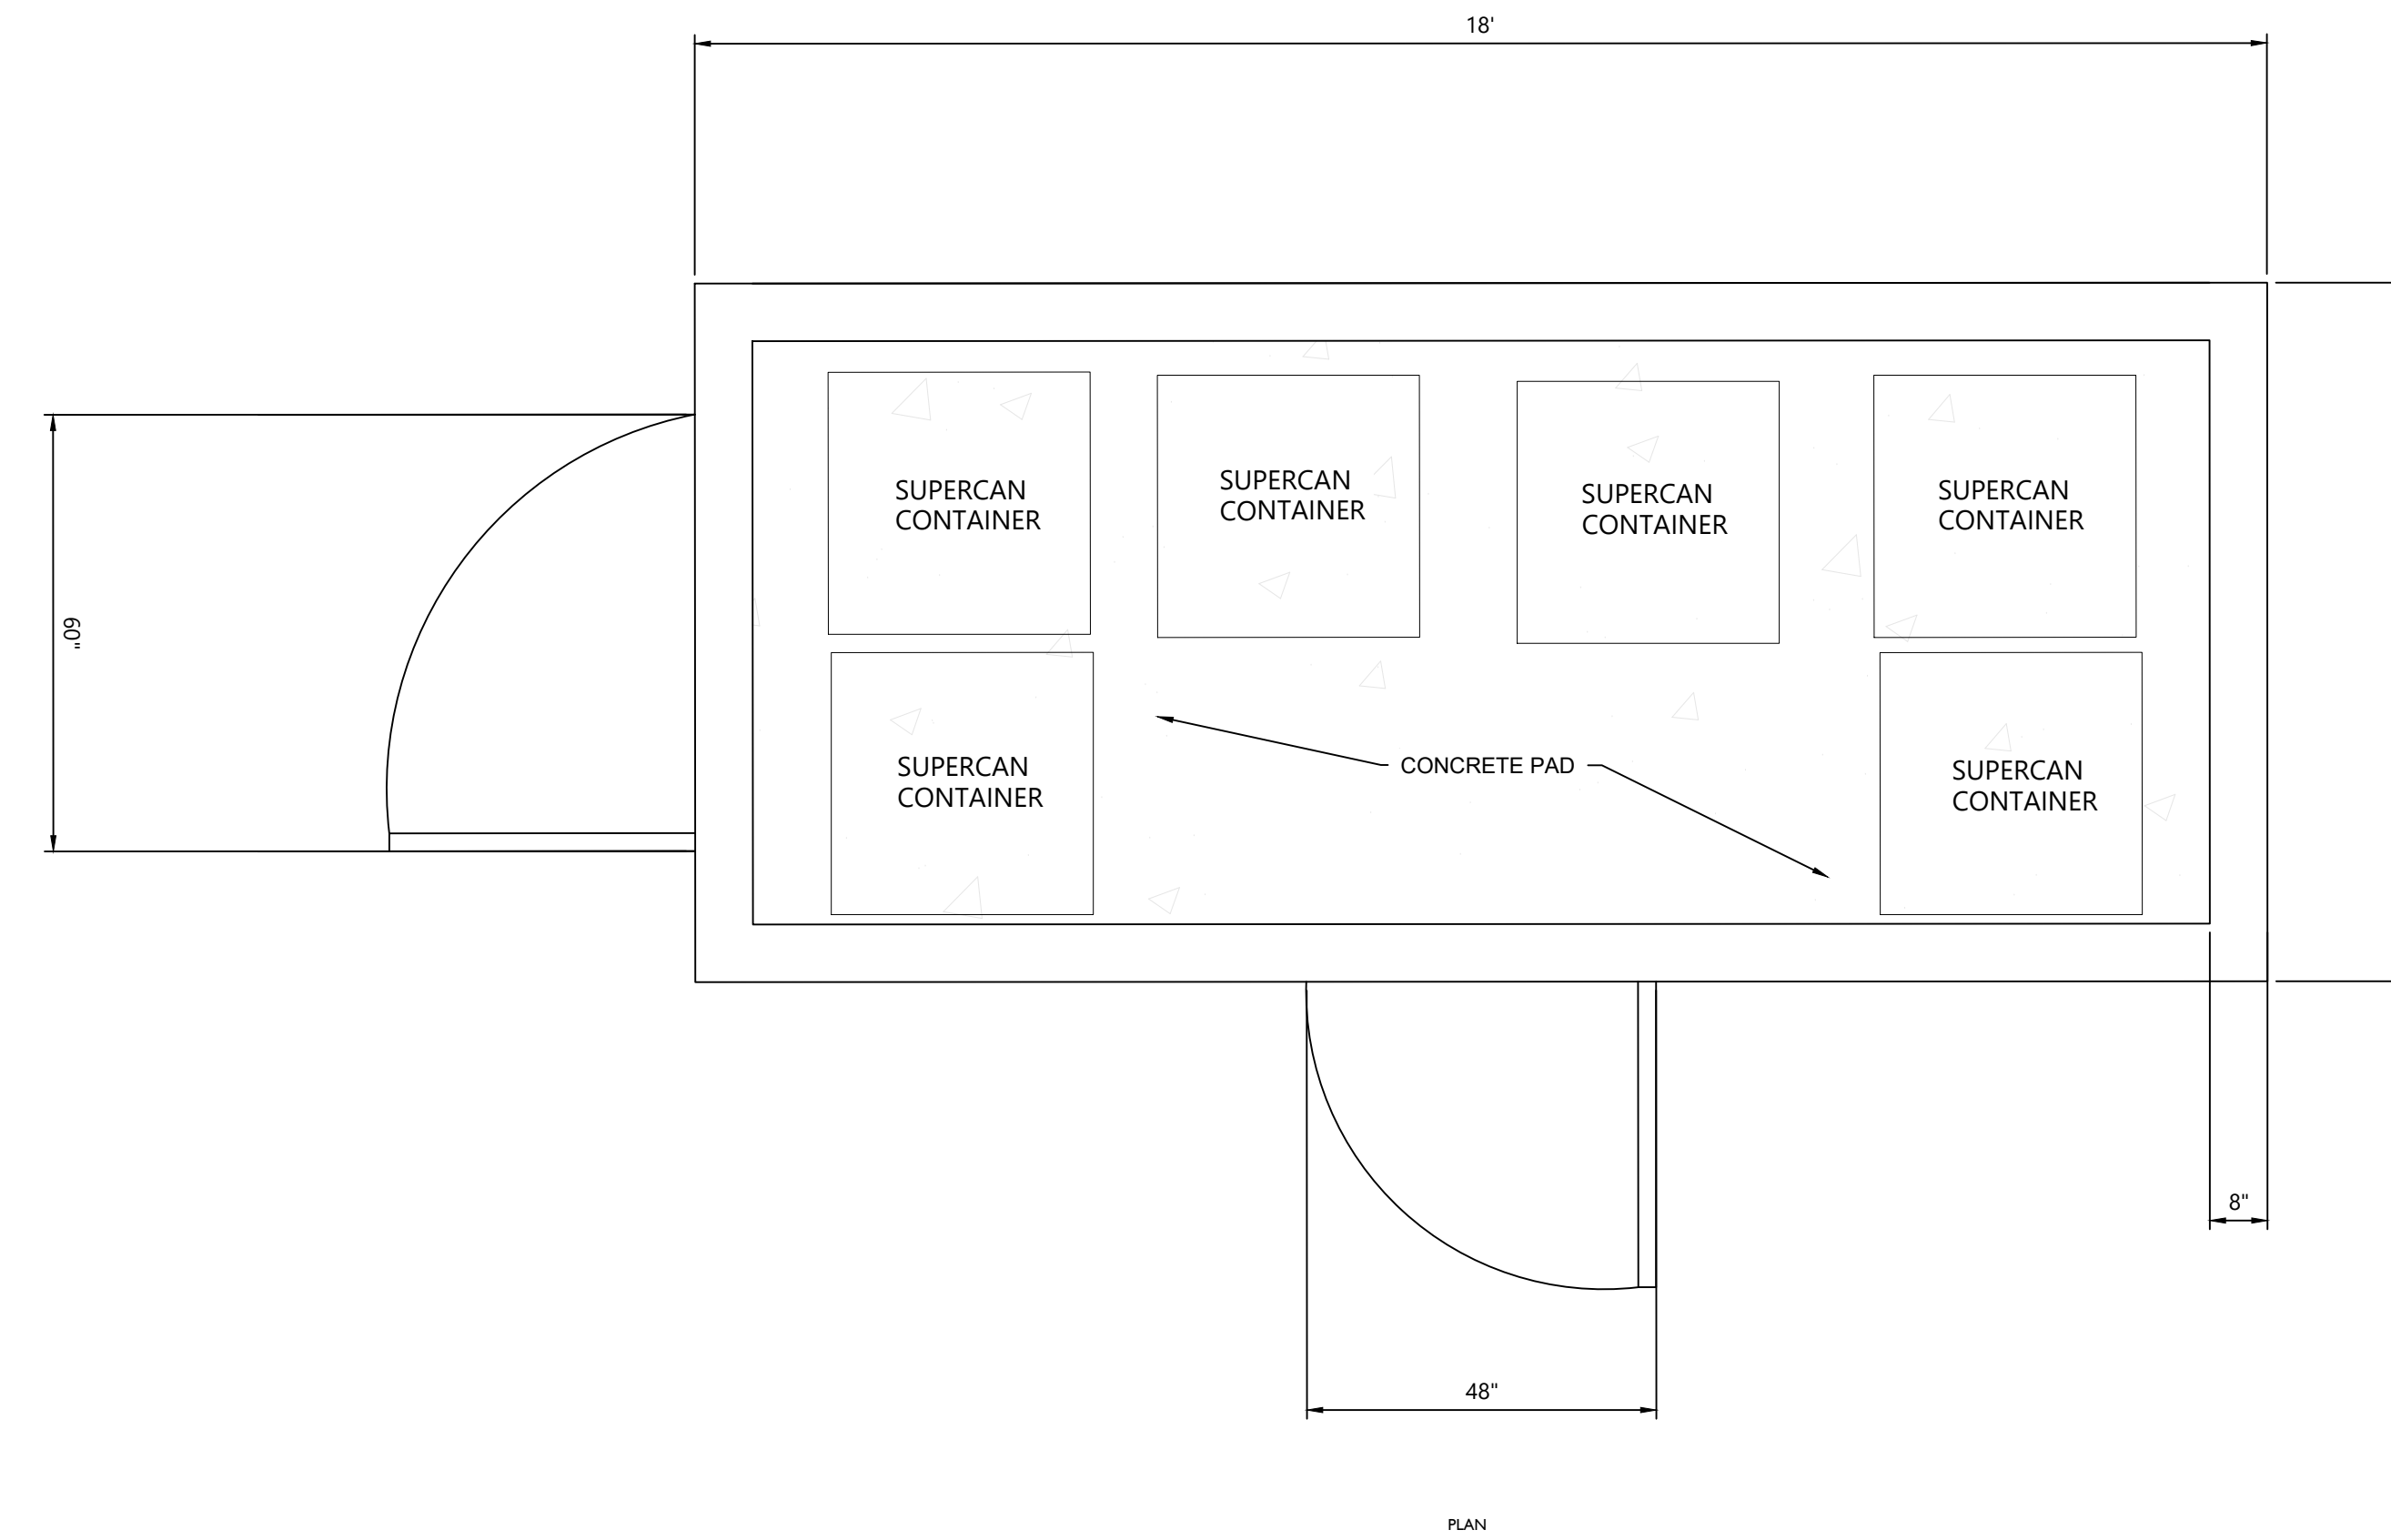 18'
SUPERCAN
CONTAINER
SUPERCAN
CONTAINER
SUPERCAN
CONTAINER
SUPERCAN
CONTAINER
60"
SUPERCAN
CONTAINER
CONCRETE PAD
SUPERCAN
CONTAINER
8"
48"
PLAN